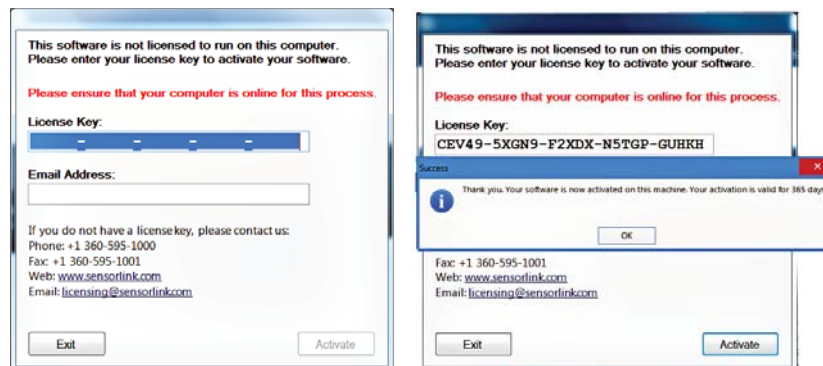 This software is not licensed to run on this computer.
Please enter your license key to activate your software.
Please ensure that your computer is online for this process.
License Key:
- - - -
Email Address:
If you do not have a license key, please contact us:
Phone: +1 360-595-1000
Fax: +1 360-595-1001
Web: www.sensorlink.com
Email: licensing@sensorlink.com
Exit
Activate
This software is not licensed to run on this computer.
Please enter your license key to activate your software.
Please ensure that your computer is online for this process.
License Key:
CEV49-5XGN9-F2XDX-N5TGP-GUHKH
Success
Thank you. Your software is now activated on this machine. Your activation is valid for 365 days
OK
Fax: +1 360-595-1001
Web: www.sensorlink.com
Email: licensing@sensorlink.com
Exit
Activate